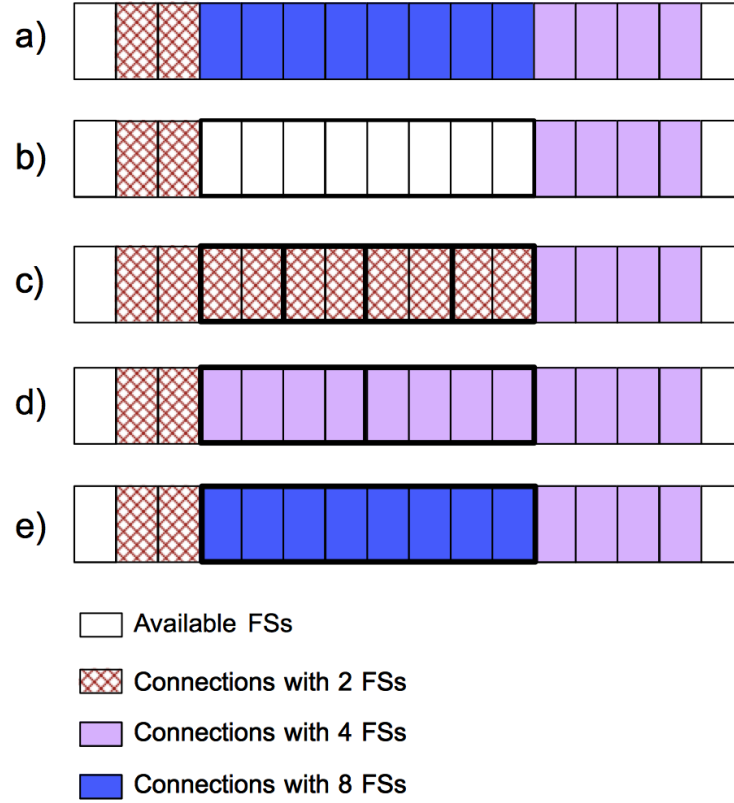 a)
b)
c)
d)
e)
Available FSs
Connections with 2 FSs
Connections with 4 FSs
Connections with 8 FSs